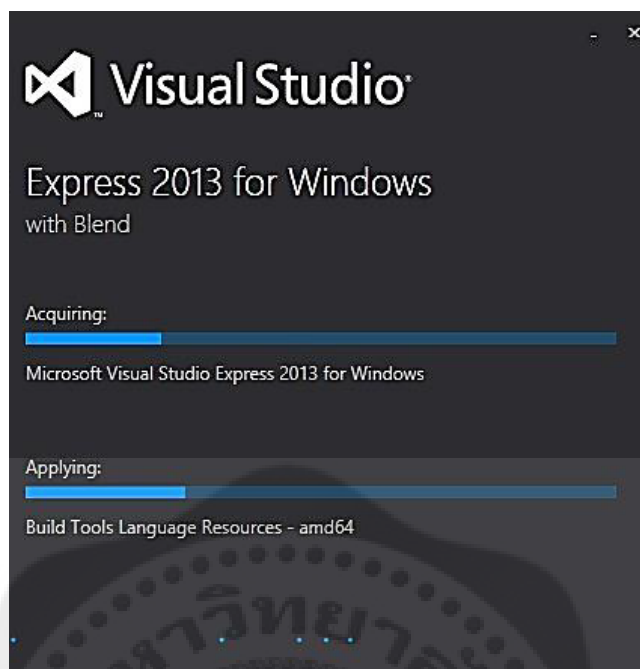 Visual Studio
Express 2013 for Windows
with Blend
Acquiring:
Microsoft Visual Studio Express 2013 for Windows
Applying:
Build Tools Language Resources - amd64